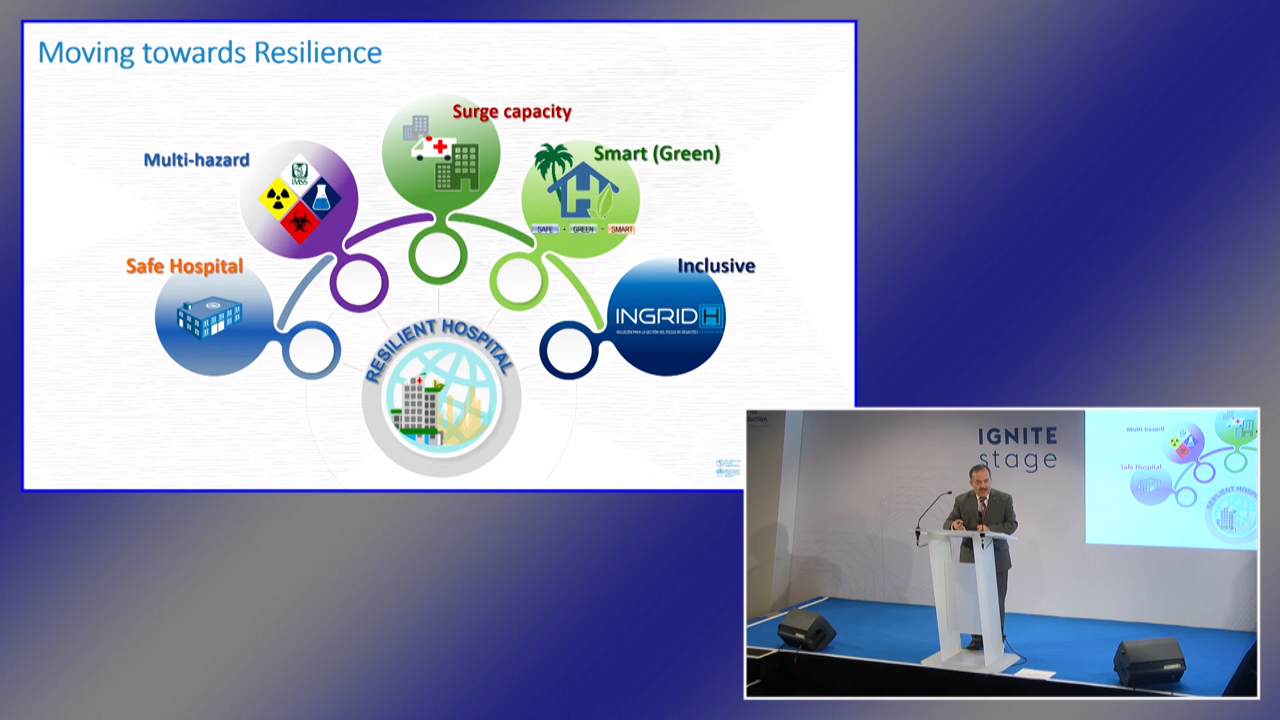 Moving towards Resilience
Surge capacity
Multi-hazard
Smart (Green)
IMSS
SAFE + GREEN = SMART
Safe Hospital
Inclusive
INGRID H
RESILIENT HOSPITAL
IGNITE
stage
Multi-hazard
Safe Hospital